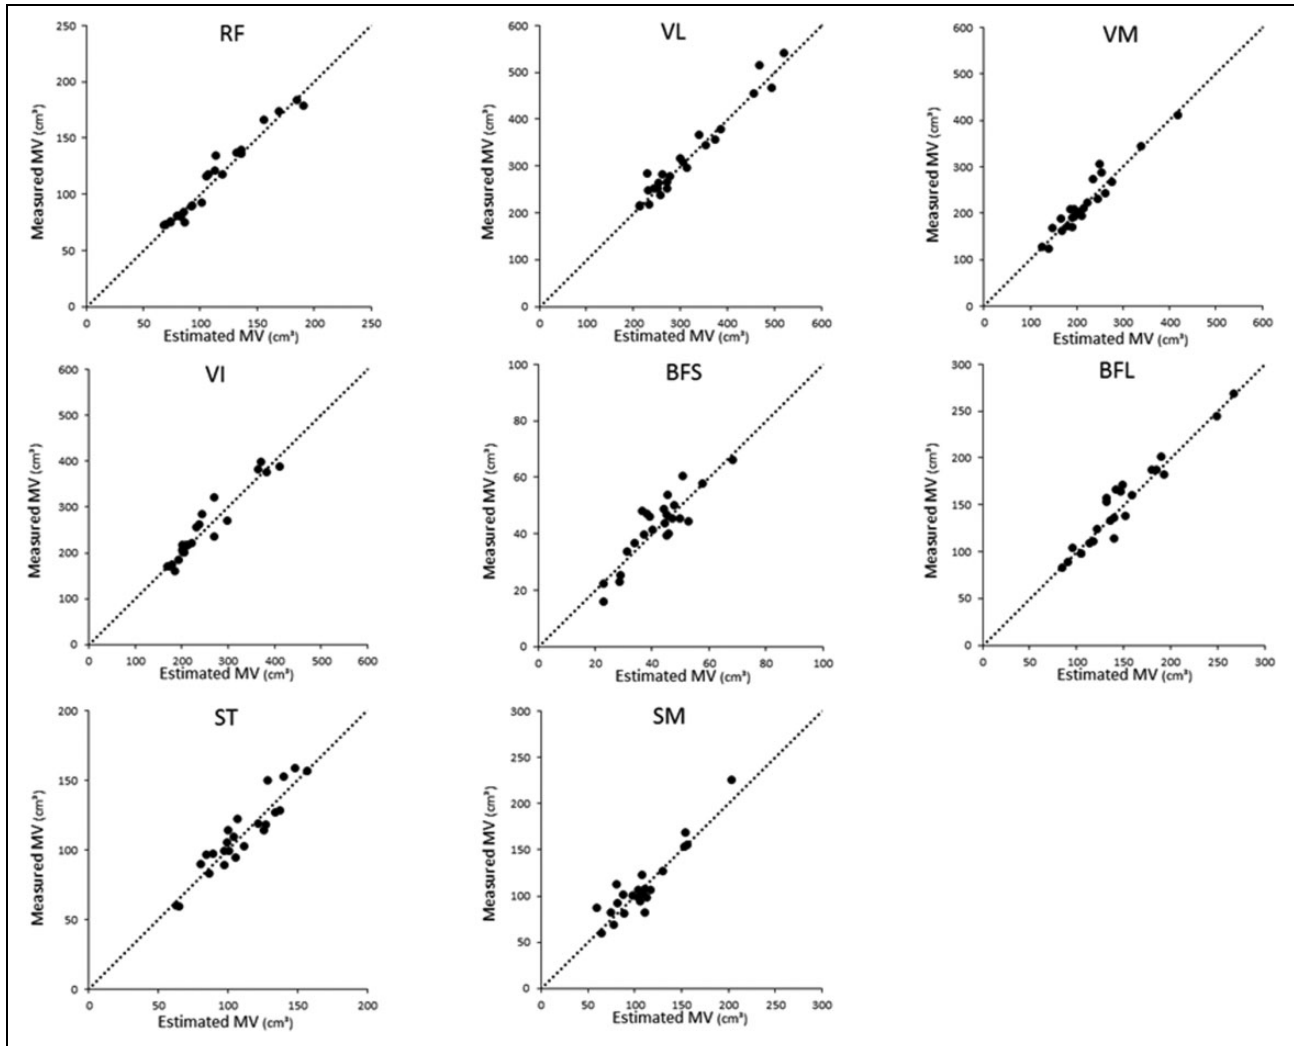 RF
Measured MV (cm³)
250
200
150
100
50
0
0 50 100 150 200 250
Estimated MV (cm³)
VL
Measured MV (cm³)
600
500
400
300
200
100
0
0 100 200 300 400 500 600
Estimated MV (cm³)
VM
Measured MV (cm³)
600
500
400
300
200
100
0
0 100 200 300 400 500 600
Estimated MV (cm³)
VI
Measured MV (cm³)
600
500
400
300
200
100
0
0 100 200 300 400 500 600
Estimated MV (cm³)
BFS
Measured MV (cm³)
100
80
60
40
20
0
0 20 40 60 80 100
Estimated MV (cm³)
BFL
Measured MV (cm³)
300
250
200
150
100
50
0
0 50 100 150 200 250 300
Estimated MV (cm³)
ST
Measured MV (cm³)
200
150
100
50
0
0 50 100 150 200
Estimated MV (cm³)
SM
Measured MV (cm³)
300
250
200
150
100
50
0
0 50 100 150 200 250 300
Estimated MV (cm³)